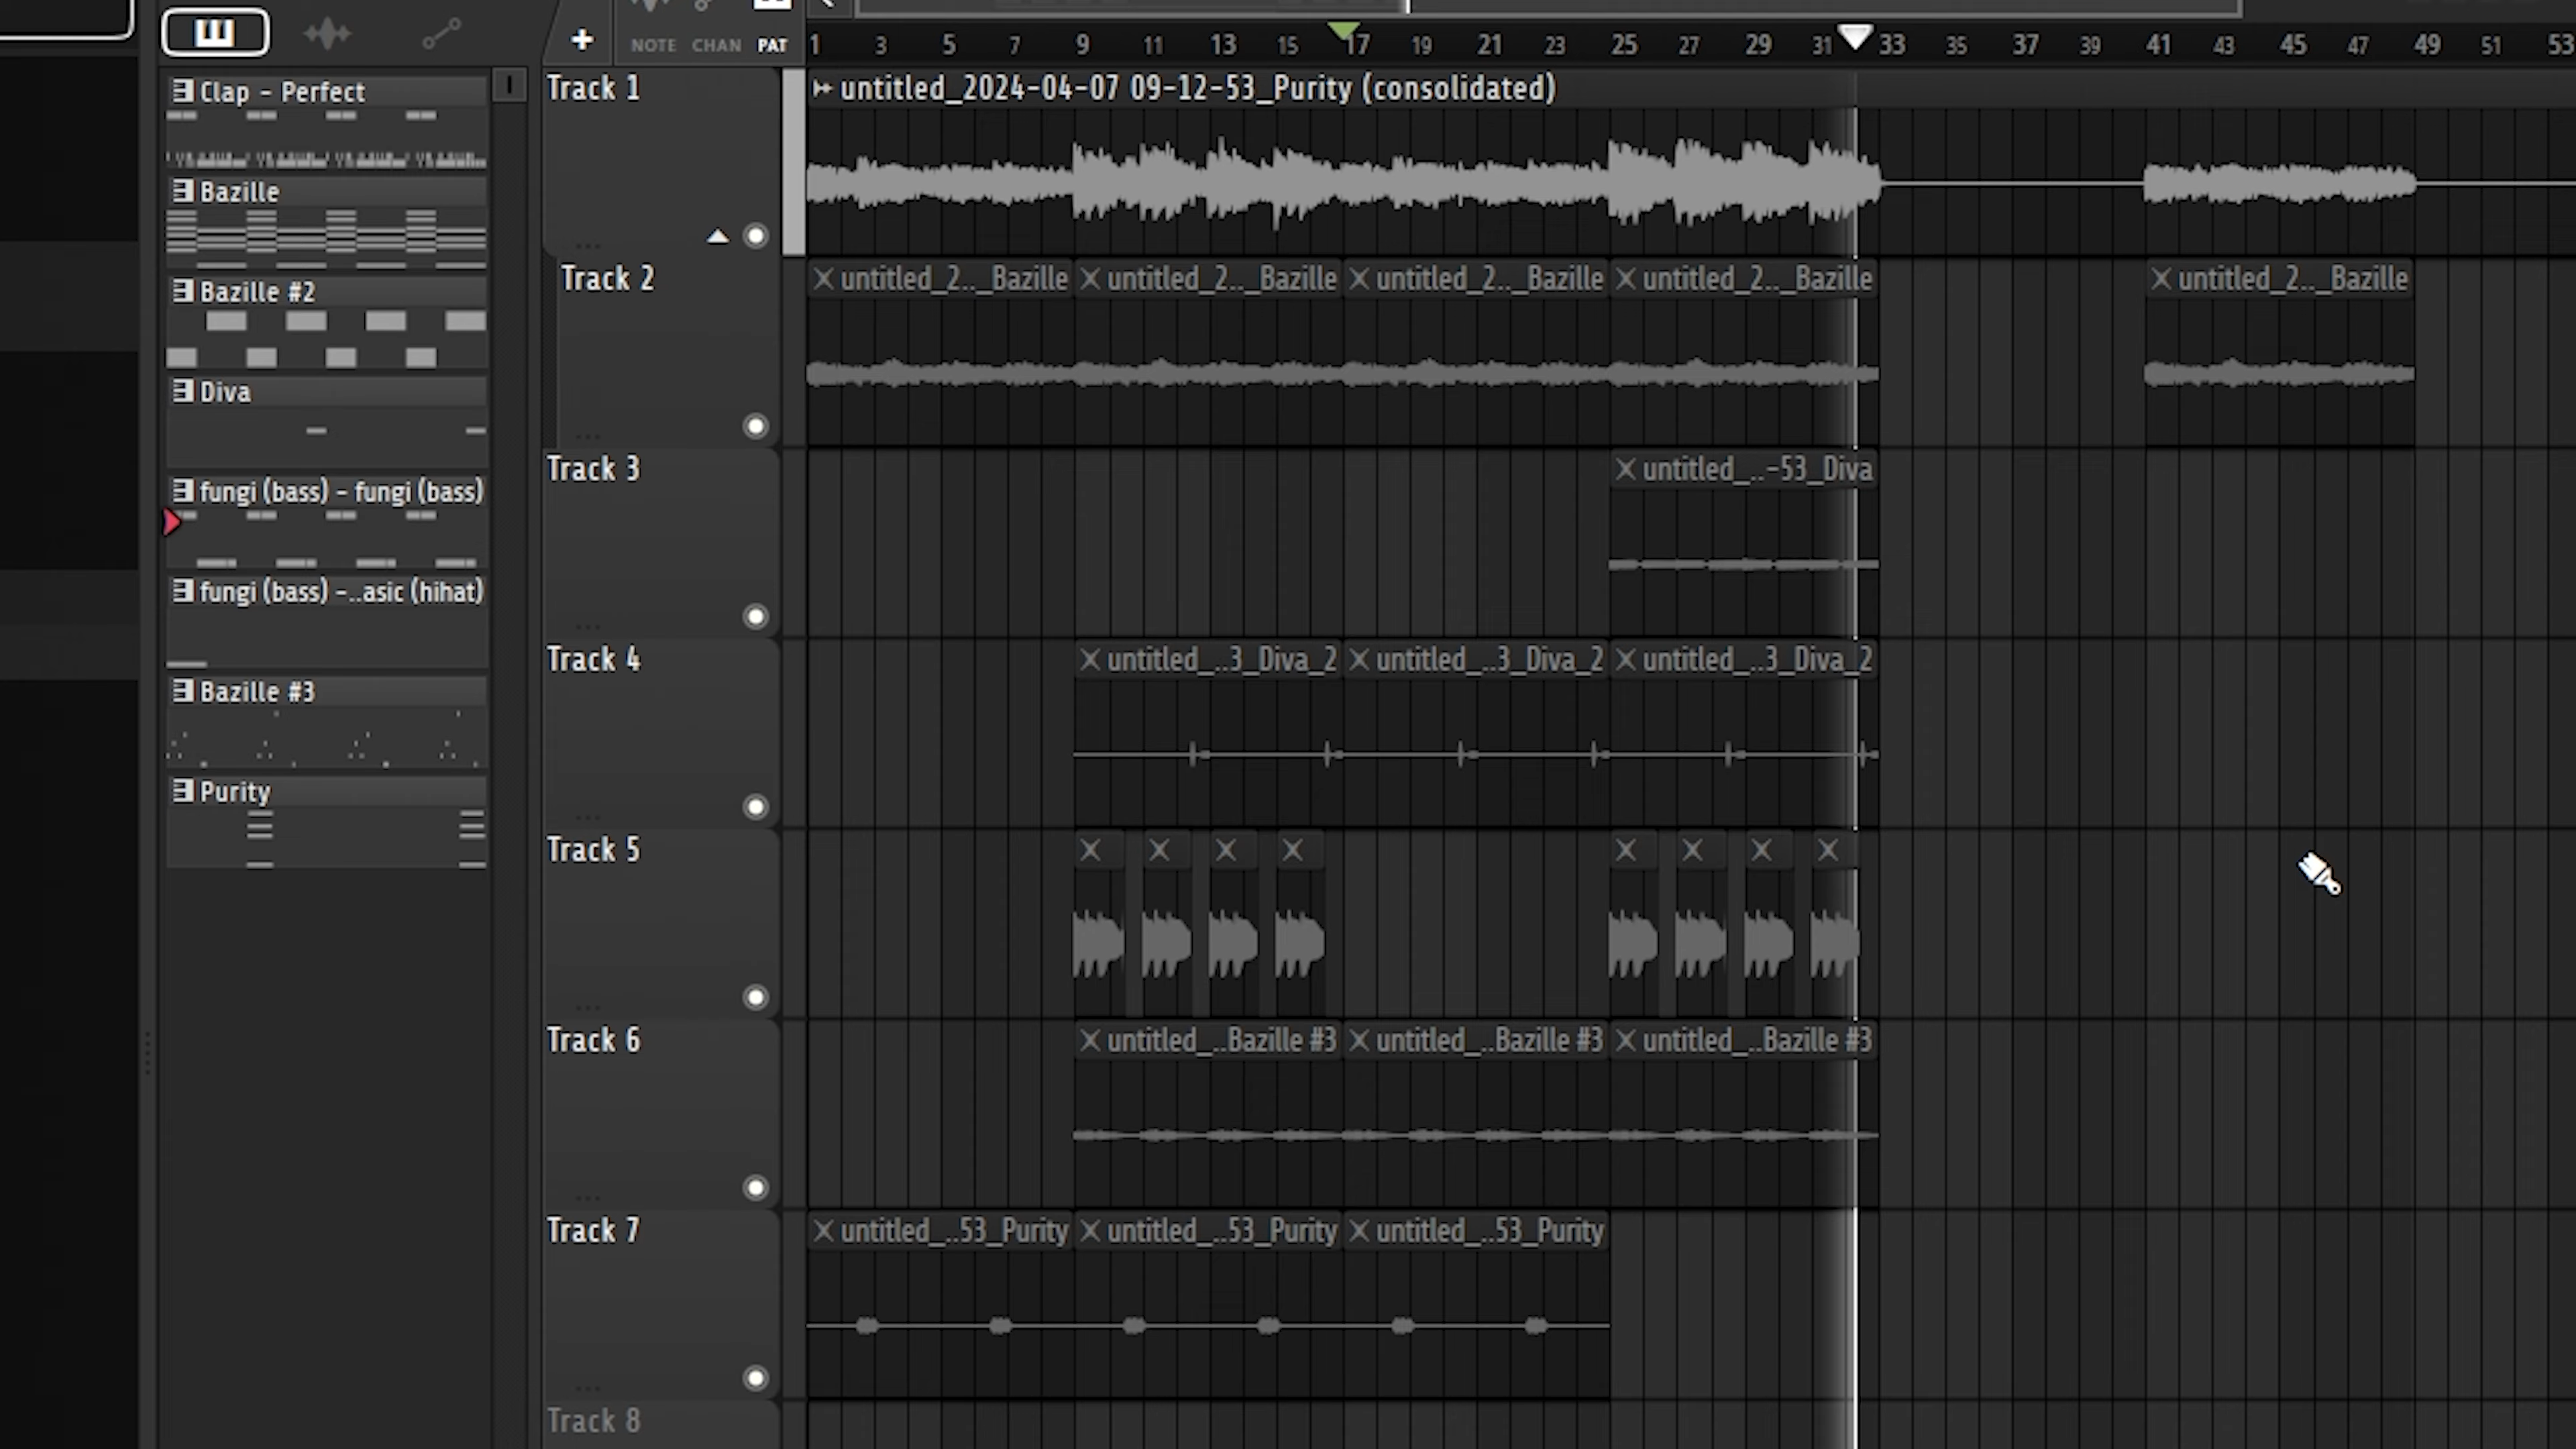 NOTE CHAN PAT
1 3 5 7 9 11 13 15 17 19 21 23 25 27 29 31 33 35 37 39 41 43 45 47 49 51 53
Clap - Perfect
Bazille
Bazille #2
Diva
fungi (bass) - fungi (bass)
fungi (bass) -..asic (hihat)
Bazille #3
Purity
Track 1
untitled_2024-04-07 09-12-53_Purity (consolidated)
Track 2
untitled_2.._Bazille untitled_2.._Bazille untitled_2.._Bazille untitled_2.._Bazille untitled_2.._Bazille
Track 3
untitled_..-53_Diva
Track 4
untitled_..3_Diva_2 untitled_..3_Diva_2 untitled_..3_Diva_2
Track 5
Track 6
untitled_..Bazille #3 untitled_..Bazille #3 untitled_..Bazille #3
Track 7
untitled_..53_Purity untitled_..53_Purity untitled_..53_Purity
Track 8